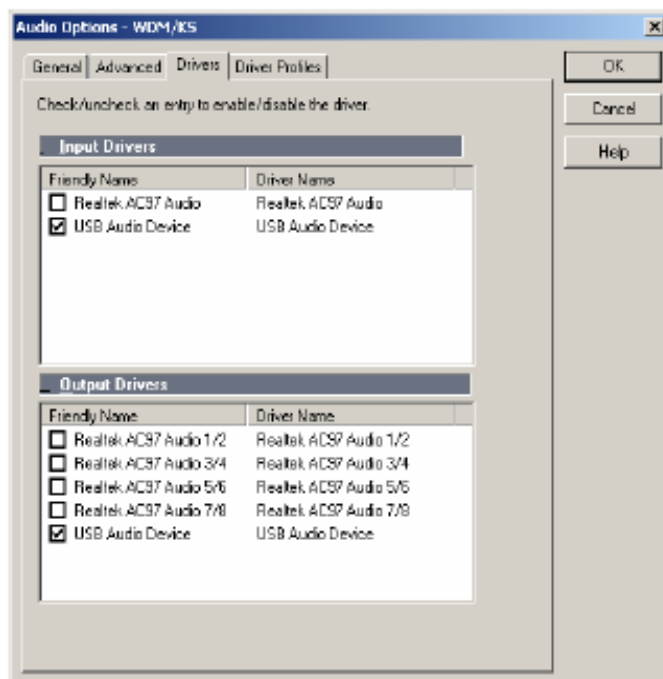 Audio Options - WDM/KS
General Advanced Drivers Driver Profiles
OK
Check/uncheck an entry to enable/disable the driver.
Cancel
Help
Input Drivers
Friendly Name Driver Name
Realtek AC97 Audio Realtek AC97 Audio
USB Audio Device USB Audio Device
Output Drivers
Friendly Name Driver Name
Realtek AC97 Audio 1/2 Realtek AC97 Audio 1/2
Realtek AC97 Audio 3/4 Realtek AC97 Audio 3/4
Realtek AC97 Audio 5/6 Realtek AC97 Audio 5/6
Realtek AC97 Audio 7/8 Realtek AC97 Audio 7/8
USB Audio Device USB Audio Device